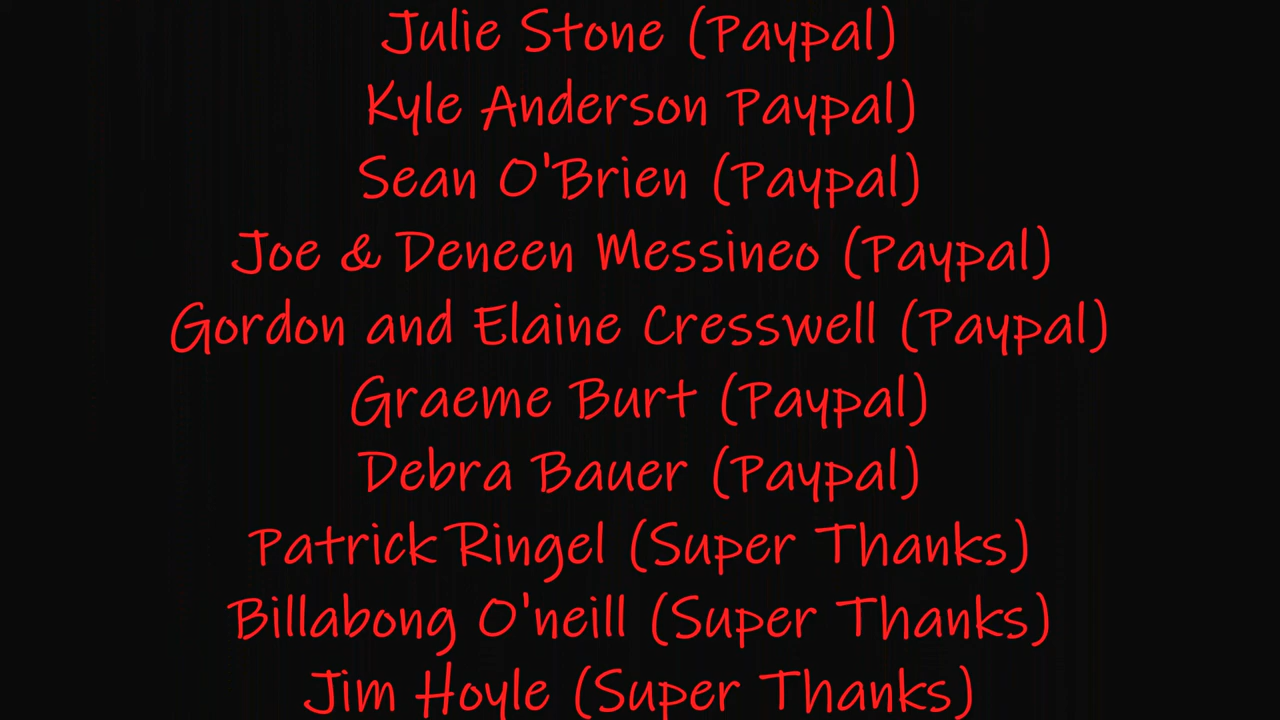 Julie Stone (Paypal)
Kyle Anderson Paypal)
Sean O'Brien (Paypal)
Joe & Deneen Messineo (Paypal)
Gordon and Elaine Cresswell (Paypal)
Graeme Burt (Paypal)
Debra Bauer (Paypal)
Patrick Ringel (Super Thanks)
Billabong O'neill (Super Thanks)
Jim Hoyle (Super Thanks)